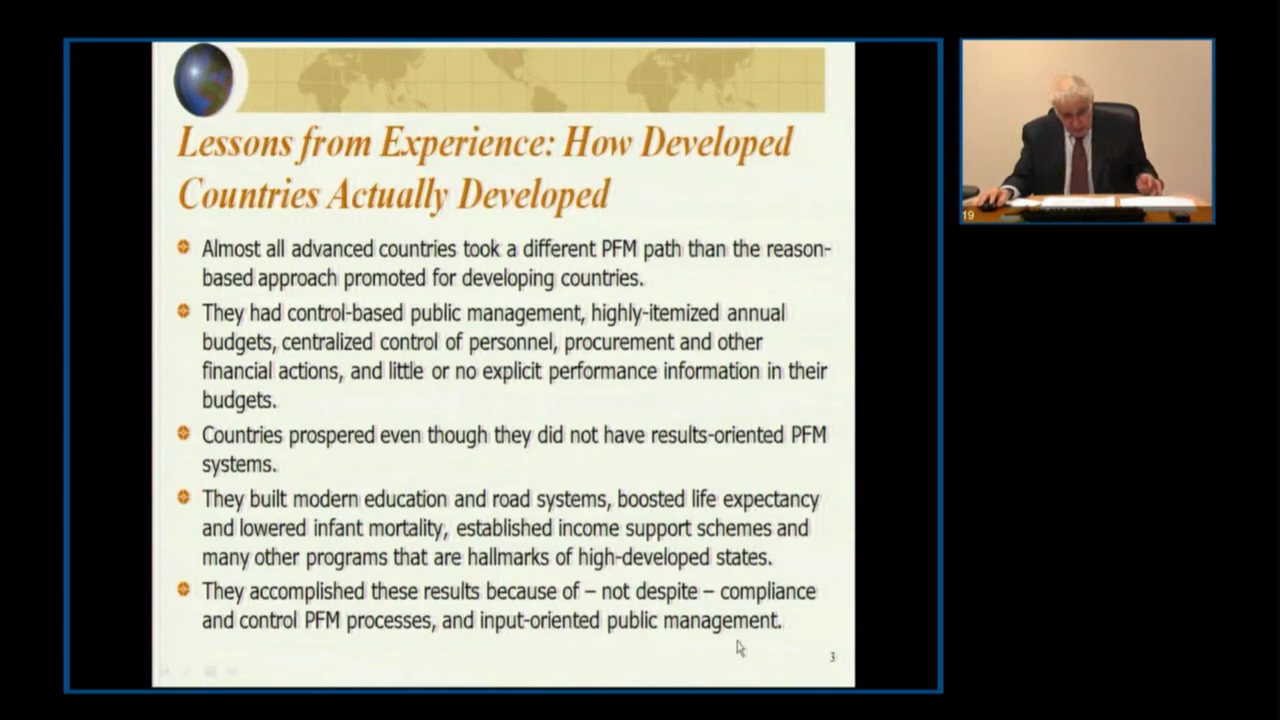 Lessons from Experience: How Developed
Countries Actually Developed
Almost all advanced countries took a different PFM path than the reason-
based approach promoted for developing countries.
They had control-based public management, highly-itemized annual
budgets, centralized control of personnel, procurement and other
financial actions, and little or no explicit performance information in their
budgets.
Countries prospered even though they did not have results-oriented PFM
systems.
They built modern education and road systems, boosted life expectancy
and lowered infant mortality, established income support schemes and
many other programs that are hallmarks of high-developed states.
They accomplished these results because of – not despite – compliance
and control PFM processes, and input-oriented public management.
3
19